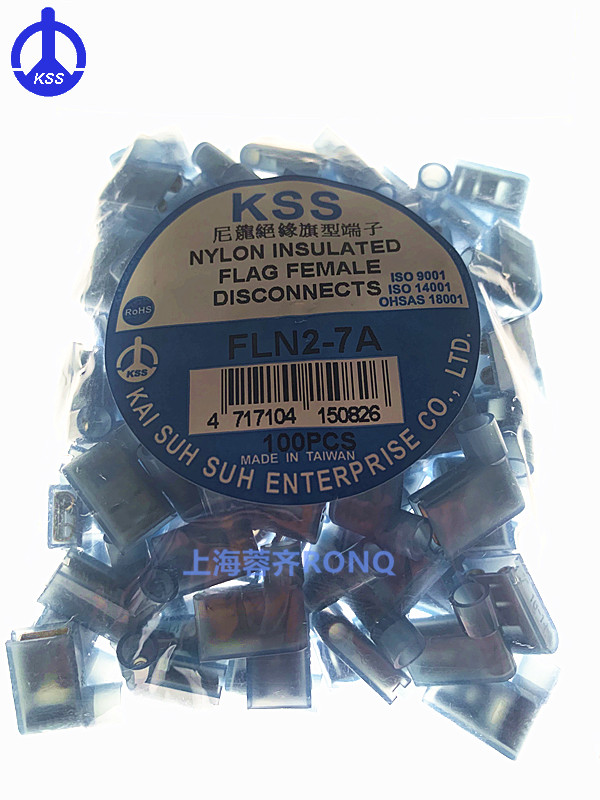 KSS
KSS
尼龍絕緣旗型端子
NYLON INSULATED
FLAG FEMALE
DISCONNECTS
ISO 9001
ISO 14001
OHSAS 18001
RoHS
FLN2-7A
4 717104 150826
100PCS
MADE IN TAIWAN
KSS
KAI SUH SUH ENTERPRISE CO., LTD.
上海蓉齐RONQ